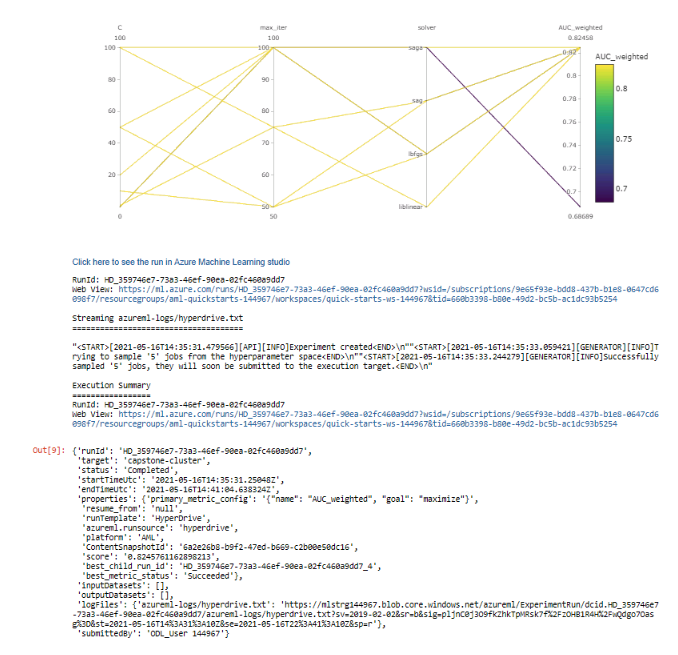 C max_iter solver AUC_weighted
100 100 0.82458
AUC_weighted
100 100 saga 0.82
80 90 0.8 0.8
60 80 sag 0.78
0.76 0.75
40 70 lbfgs 0.74
20 60 0.72
0.7 0.7
50 liblinear
0 50 0.68689
Click here to see the run in Azure Machine Learning studio
RunId: HD_359746e7-73a3-46ef-90ea-02fc460a9dd7
Web View: https://ml.azure.com/runs/HD_359746e7-73a3-46ef-90ea-02fc460a9dd7?wsid=/subscriptions/9e65f93e-bdd8-437b-b1e8-0647cd6
098f7/resourcegroups/aml-quickstarts-144967/workspaces/quick-starts-ws-144967&tid=660b3398-b80e-49d2-bc5b-ac1dc93b5254
Streaming azureml-logs/hyperdrive.txt
=====================================
"<START>[2021-05-16T14:35:31.479566][API][INFO]Experiment created<END>\n""<START>[2021-05-16T14:35:33.059421][GENERATOR][INFO]T
rying to sample '5' jobs from the hyperparameter space<END>\n""<START>[2021-05-16T14:35:33.244279][GENERATOR][INFO]Successfully
sampled '5' jobs, they will soon be submitted to the execution target.<END>\n"
Execution Summary
=================
RunId: HD_359746e7-73a3-46ef-90ea-02fc460a9dd7
Web View: https://ml.azure.com/runs/HD_359746e7-73a3-46ef-90ea-02fc460a9dd7?wsid=/subscriptions/9e65f93e-bdd8-437b-b1e8-0647cd6
098f7/resourcegroups/aml-quickstarts-144967/workspaces/quick-starts-ws-144967&tid=660b3398-b80e-49d2-bc5b-ac1dc93b5254
Out[9]: {'runId': 'HD_359746e7-73a3-46ef-90ea-02fc460a9dd7',
'target': 'capstone-cluster',
'status': 'Completed',
'startTimeUtc': '2021-05-16T14:35:31.25048Z',
'endTimeUtc': '2021-05-16T14:41:04.638324Z',
'properties': {'primary_metric_config': '{"name": "AUC_weighted", "goal": "maximize"}',
'resume_from': 'null',
'runTemplate': 'HyperDrive',
'azureml.runsource': 'hyperdrive',
'platform': 'AML',
'ContentSnapshotId': '6a2e26b8-b9f2-47ed-b669-c2b00e50dc16',
'score': '0.8245761162898213',
'best_child_run_id': 'HD_359746e7-73a3-46ef-90ea-02fc460a9dd7_4',
'best_metric_status': 'Succeeded'},
'inputDatasets': [],
'outputDatasets': [],
'logFiles': {'azureml-logs/hyperdrive.txt': 'https://mlstrg144967.blob.core.windows.net/azureml/ExperimentRun/dcid.HD_359746e7
-73a3-46ef-90ea-02fc460a9dd7/azureml-logs/hyperdrive.txt?sv=2019-02-02&sr=b&sig=pljnC0j3O9fkZhkTpMRsk7f%2FzOHB1R4H%2FwQdgo7Oas
g%3D&st=2021-05-16T14%3A31%3A10Z&se=2021-05-16T22%3A41%3A10Z&sp=r'},
'submittedBy': 'ODL_User 144967'}